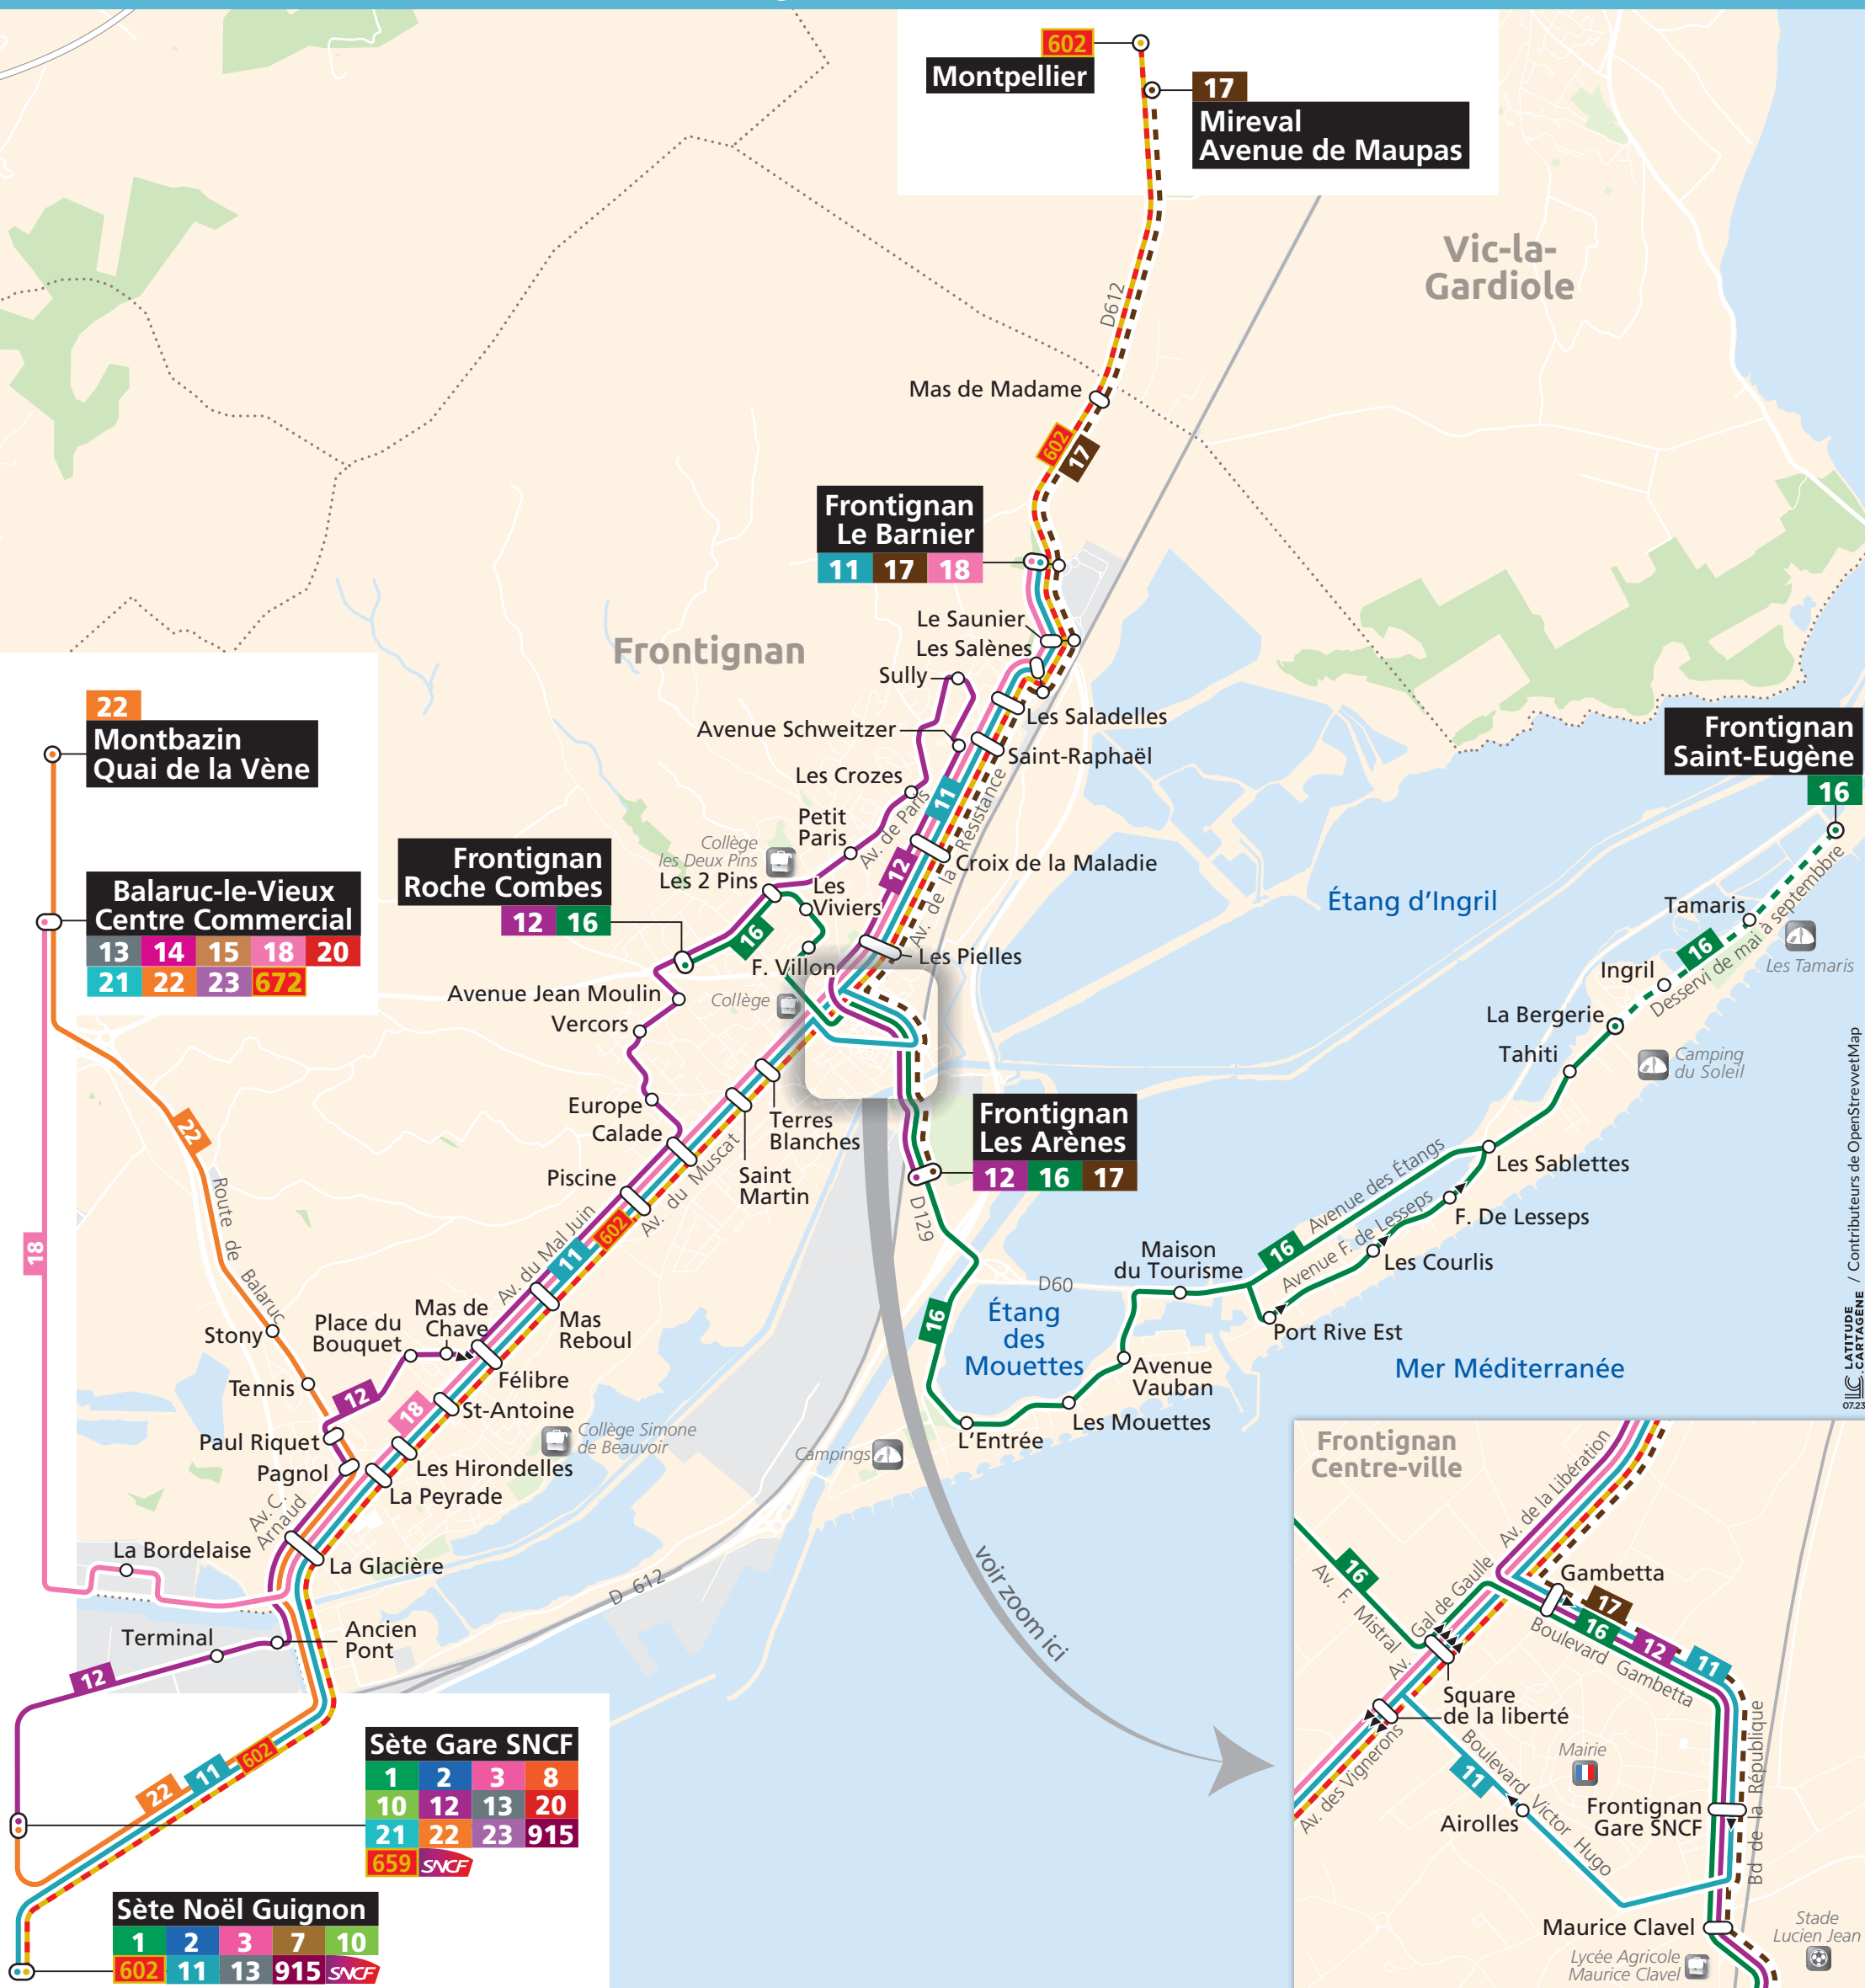 602
Montpellier
17
Mireval
Avenue de Maupas
Vic-la-
Gardiole
D612
Mas de Madame
602
17
Frontignan
Le Barnier
11 17 18
Le Saunier
Les Salènes
Frontignan
Sully
Les Saladelles
Avenue Schweitzer
Saint-Raphaël
Les Crozes
11
Petit
Paris
Av. de Paris
Av. de la Résistance
12
Croix de la Maladie
22
Montbazin
Quai de la Vène
Balaruc-le-Vieux
Centre Commercial
13 14 15 18 20
21 22 23 672
Frontignan
Roche Combes
12 16
Collège
les Deux Pins
Les 2 Pins
Les
Viviers
16
F. Villon
Les Pielles
Collège
Avenue Jean Moulin
Vercors
Europe
Calade
Terres
Blanches
Saint
Martin
Piscine
Av. du Muscat
602
11
Av. du Mal Juin
Frontignan
Saint-Eugène
16
Étang d'Ingril
Tamaris
16
Les Tamaris
Ingril
Desservi de mai à septembre
La Bergerie
Tahiti
Camping
du Soleil
Frontignan
Les Arènes
12 16 17
D129
Les Sablettes
Avenue des Étangs
16
Avenue F. de Lesseps
F. De Lesseps
Les Courlis
Maison
du Tourisme
D60
Port Rive Est
16
Étang
des
Mouettes
Avenue
Vauban
Les Mouettes
L'Entrée
Mer Méditerranée
Campings
22
Route de Balaruc
18
Stony
Place du
Bouquet
Mas de
Chave
Mas
Reboul
Tennis
12
Félibre
18
St-Antoine
Collège Simone
de Beauvoir
Paul Riquet
Pagnol
Les Hirondelles
La Peyrade
Av. C.
Arnaud
La Bordelaise
La Glacière
D 612
Terminal
Ancien
Pont
12
22
11
602
voir zoom ici
Sète Gare SNCF
1 2 3 8
10 12 13 20
21 22 23 915
659 SNCF
Sète Noël Guignon
1 2 3 7 10
602 11 13 915 SNCF
Frontignan
Centre-ville
Av. de la Libération
16
Av. F. Mistral
Av. Gal de Gaulle
Gambetta
17
16
12
11
Boulevard Gambetta
Square
de la liberté
Av. des Vignerons
Boulevard Victor Hugo
11
Mairie
Airolles
Frontignan
Gare SNCF
Bd de la République
Maurice Clavel
Lycée Agricole
Maurice Clavel
Stade
Lucien Jean
LATITUDE
CARTAGÈNE / Contributeurs de OpenStrevvetMap
07.23